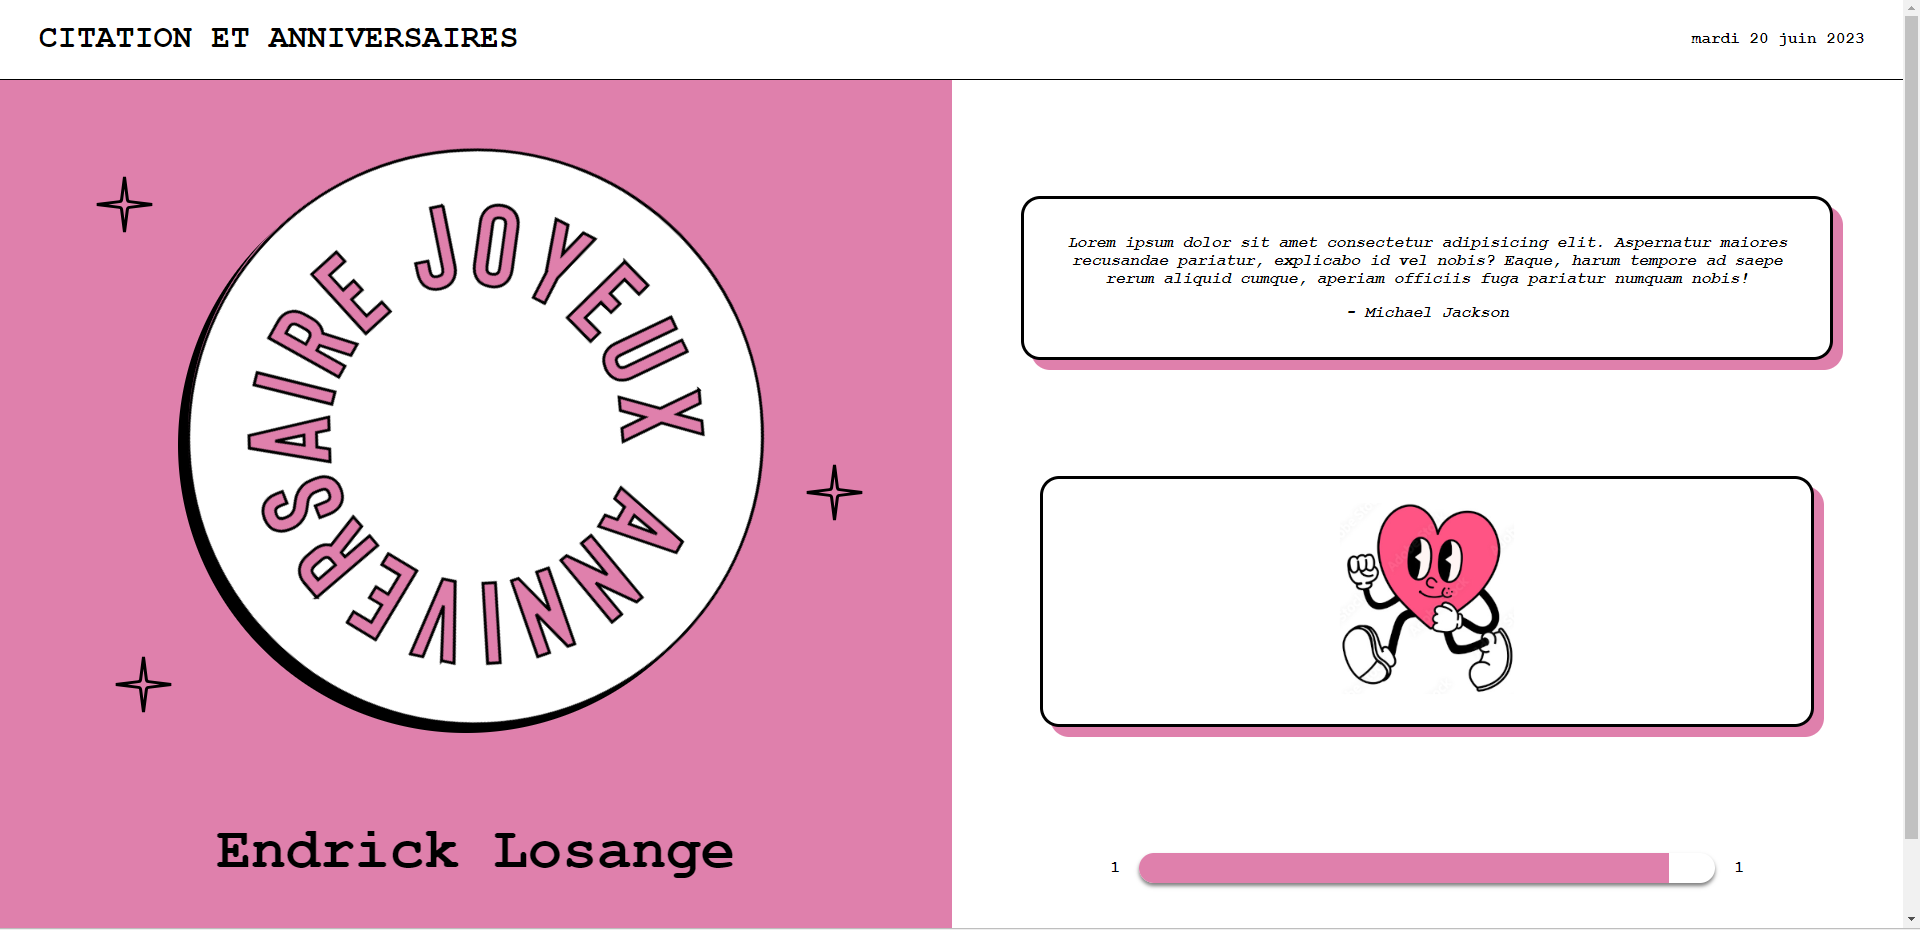 CITATION ET ANNIVERSAIRES
mardi 20 juin 2023
JOYEUX ANNIVERSAIRE
Endrick Losange
Lorem ipsum dolor sit amet consectetur adipisicing elit. Aspernatur maiores
recusandae pariatur, explicabo id vel nobis? Eaque, harum tempore ad saepe
rerum aliquid cumque, aperiam officiis fuga pariatur numquam nobis!
- Michael Jackson
1
1